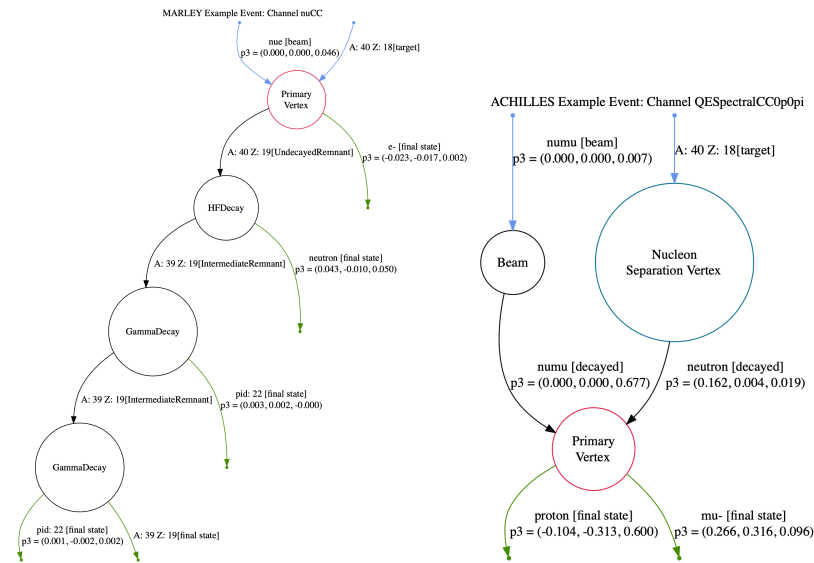 MARLEY Example Event: Channel nuCC
nue [beam]
p3 = (0.000, 0.000, 0.046)
A: 40 Z: 18[target]
Primary
Vertex
A: 40 Z: 19[UndecayedRemnant]
e- [final state]
p3 = (-0.023, -0.017, 0.002)
HFDecay
A: 39 Z: 19[IntermediateRemnant]
neutron [final state]
p3 = (0.043, -0.010, 0.050)
GammaDecay
A: 39 Z: 19[IntermediateRemnant]
pid: 22 [final state]
p3 = (0.003, 0.002, -0.000)
GammaDecay
pid: 22 [final state]
p3 = (0.001, -0.002, 0.002)
A: 39 Z: 19[final state]
ACHILLES Example Event: Channel QESpectralCC0p0pi
numu [beam]
p3 = (0.000, 0.000, 0.007)
A: 40 Z: 18[target]
Beam
Nucleon
Separation Vertex
numu [decayed]
p3 = (0.000, 0.000, 0.677)
neutron [decayed]
p3 = (0.162, 0.004, 0.019)
Primary
Vertex
proton [final state]
p3 = (-0.104, -0.313, 0.600)
mu- [final state]
p3 = (0.266, 0.316, 0.096)